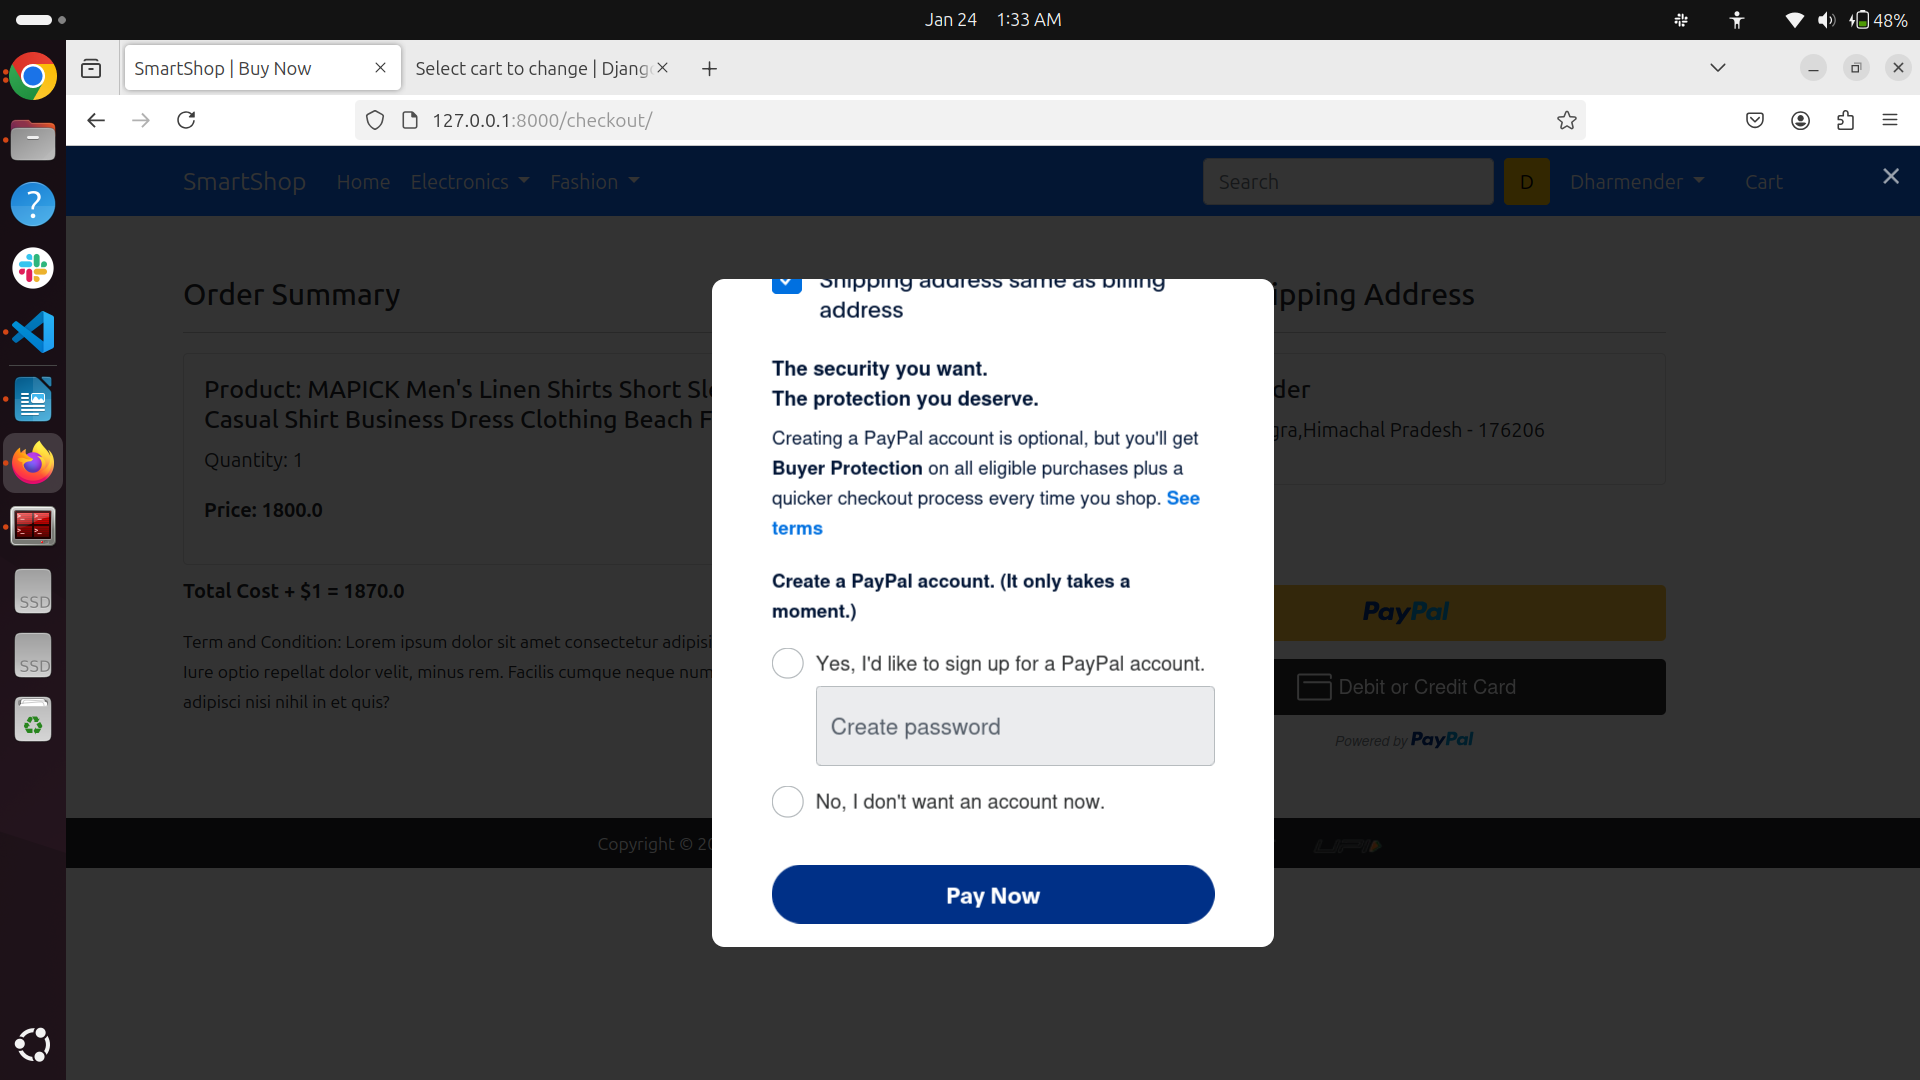 Jan 24 1:33 AM
48%
SmartShop | Buy Now
Select cart to change | Djang
127.0.0.1:8000/checkout/
SmartShop Home Electronics Fashion Search D Dharmender Cart
Order Summary
Shipping address same as billing
address
ipping Address
The security you want.
The protection you deserve.
Creating a PayPal account is optional, but you'll get
Buyer Protection on all eligible purchases plus a
quicker checkout process every time you shop. See
terms
Create a PayPal account. (It only takes a
moment.)
Yes, I'd like to sign up for a PayPal account.
Create password
No, I don't want an account now.
Pay Now
Product: MAPICK Men's Linen Shirts Short Sl
Casual Shirt Business Dress Clothing Beach F
Quantity: 1
Price: 1800.0
Total Cost + $1 = 1870.0
Term and Condition: Lorem ipsum dolor sit amet consectetur adipisi
Iure optio repellat dolor velit, minus rem. Facilis cumque neque num
adipisci nisi nihil in et quis?
der
gra,Himachal Pradesh - 176206
PayPal
Debit or Credit Card
Powered by PayPal
Copyright © 20
UPI
SSD
SSD